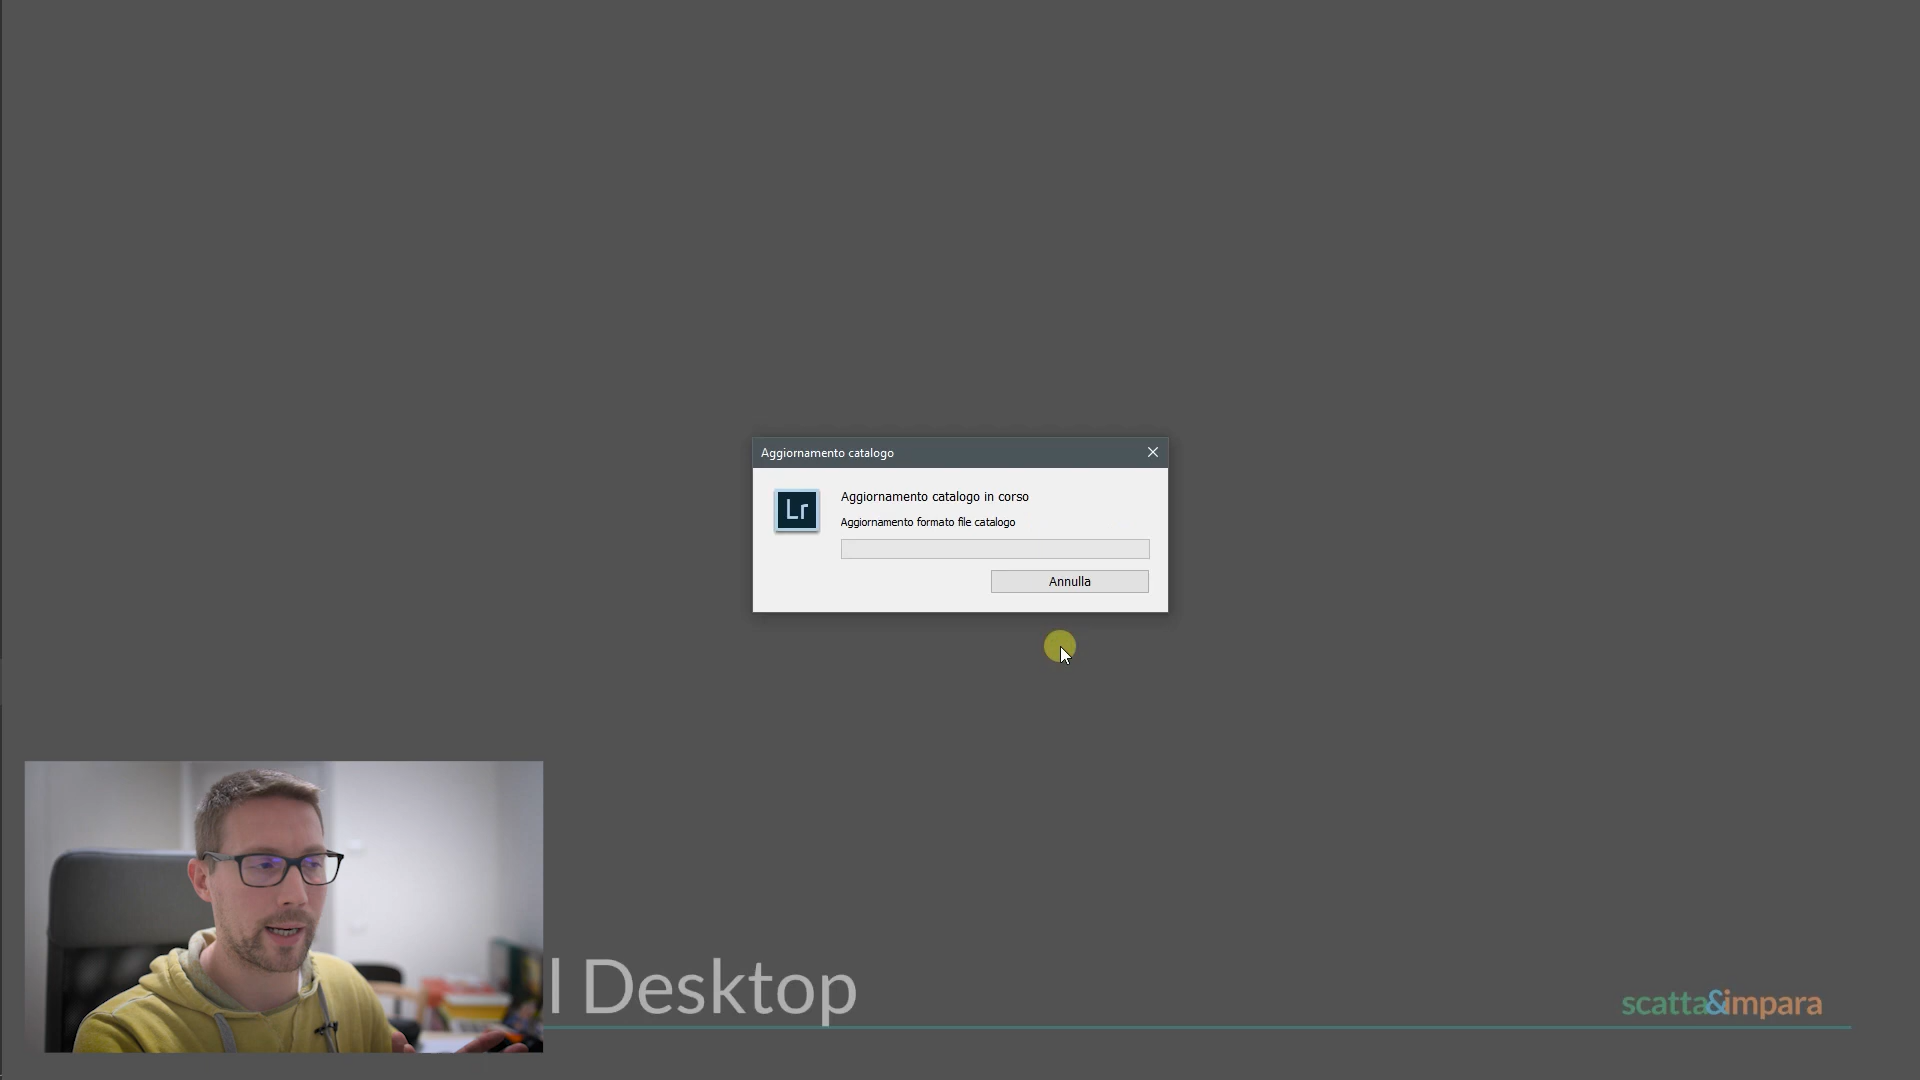 Aggiornamento catalogo
Lr
Aggiornamento catalogo in corso
Aggiornamento formato file catalogo
Annulla
l Desktop
scatta&impara